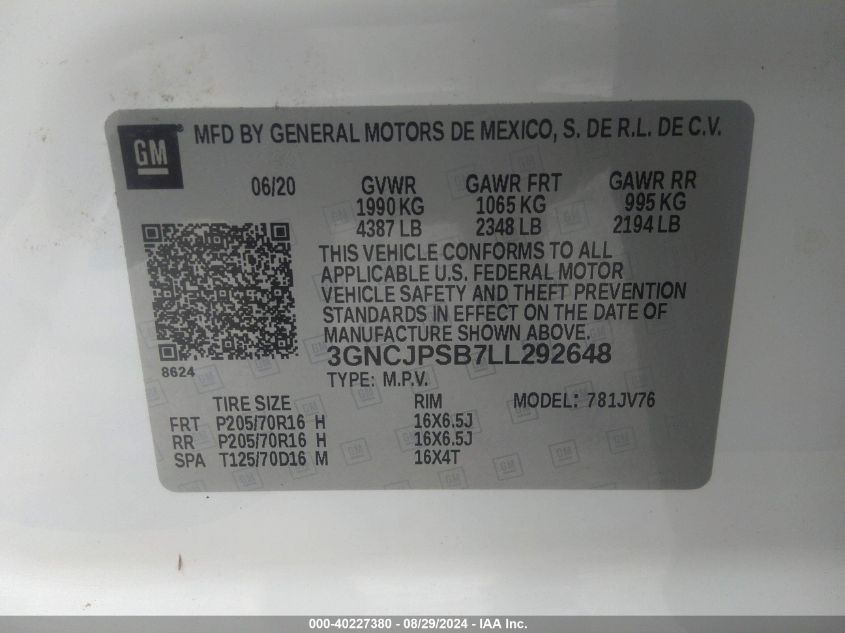 GM ® MFD BY GENERAL MOTORS DE MEXICO, S. DE R.L. DE C.V.
06/20 GVWR GAWR FRT GAWR RR
1990 KG 1065 KG 995 KG
4387 LB 2348 LB 2194 LB
THIS VEHICLE CONFORMS TO ALL
APPLICABLE U.S. FEDERAL MOTOR
VEHICLE SAFETY AND THEFT PREVENTION
STANDARDS IN EFFECT ON THE DATE OF
MANUFACTURE SHOWN ABOVE.
3GNCJPSB7LL292648
8624
TYPE: M.P.V.
TIRE SIZE RIM MODEL: 781JV76
FRT P205/70R16 H 16X6.5J
RR P205/70R16 H 16X6.5J
SPA T125/70D16 M 16X4T
000-40227380 - 08/29/2024 - IAA Inc.